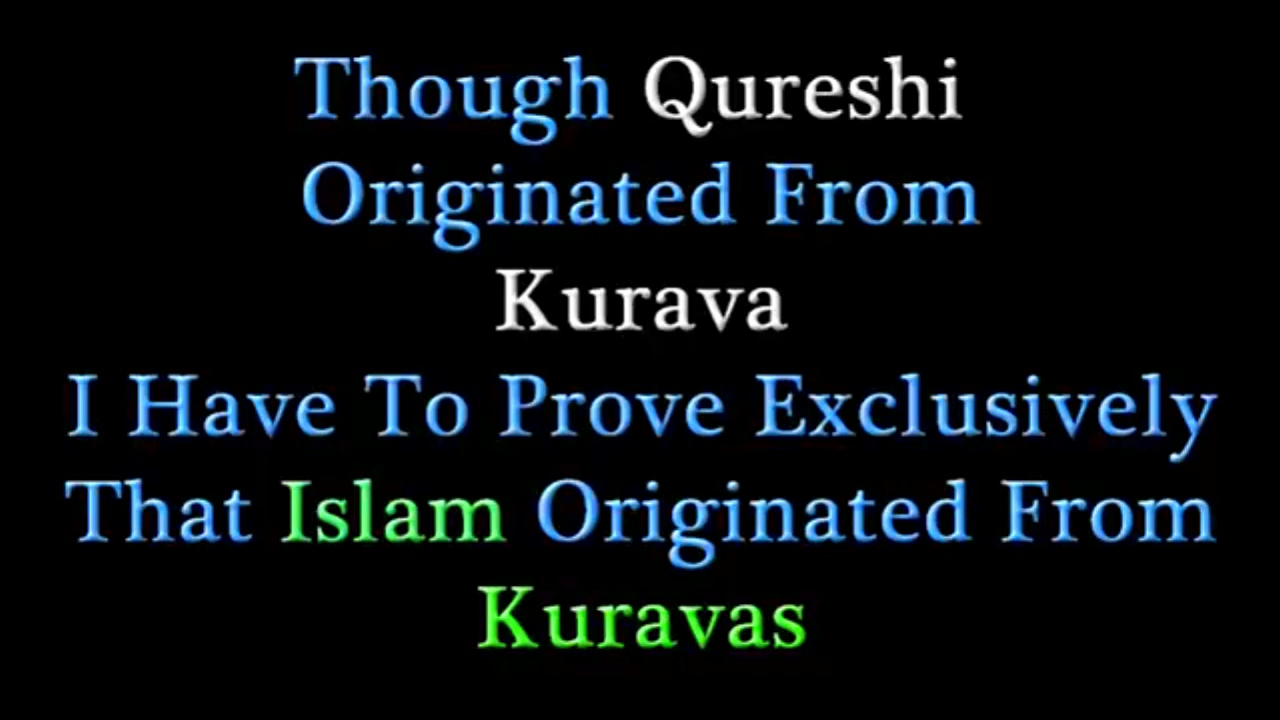 Though Qureshi
Originated From
Kurava
I Have To Prove Exclusively
That Islam Originated From
Kuravas